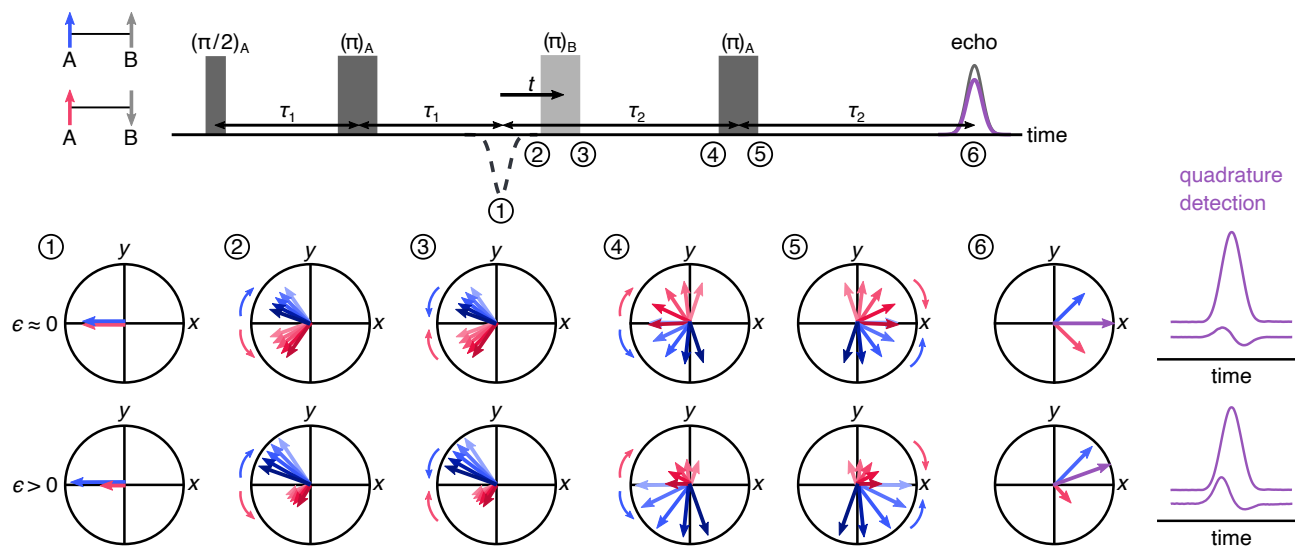 (π/2)A (π)A (π)B (π)A echo
A B
t
τ1 τ1 τ2 τ2
A B
time
② ③ ④ ⑤ ⑥
①
quadrature
detection
① ② ③ ④ ⑤ ⑥
y y y y y y
ϵ ≈ 0 x x x x x x
time
y y y y y y
ϵ > 0 x x x x x x
time